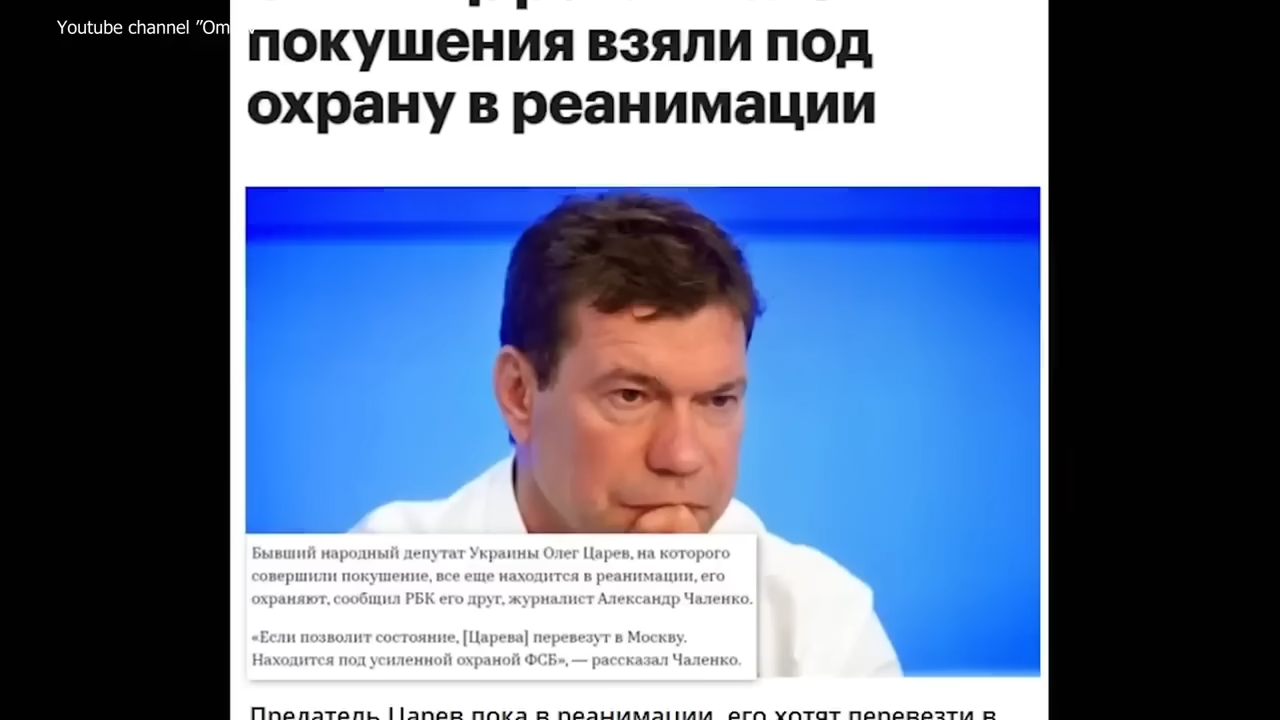 Youtube channel ”Om
покушения взяли под
охрану в реанимации
Бывший народный депутат Украины Олег Царев, на которого
совершили покушение, все еще находится в реанимации, его
охраняют, сообщил РБК его друг, журналист Александр Чаленко.
«Если позволит состояние, [Царева] перевезут в Москву.
Находится под усиленной охраной ФСБ», — рассказал Чаленко.
Предатель Царев пока в реанимации, его хотят перевезти в